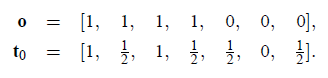 o = [1, 1, 1, 1, 0, 0, 0],
t₀ = [1, ½, 1, ½, ½, 0, ½].